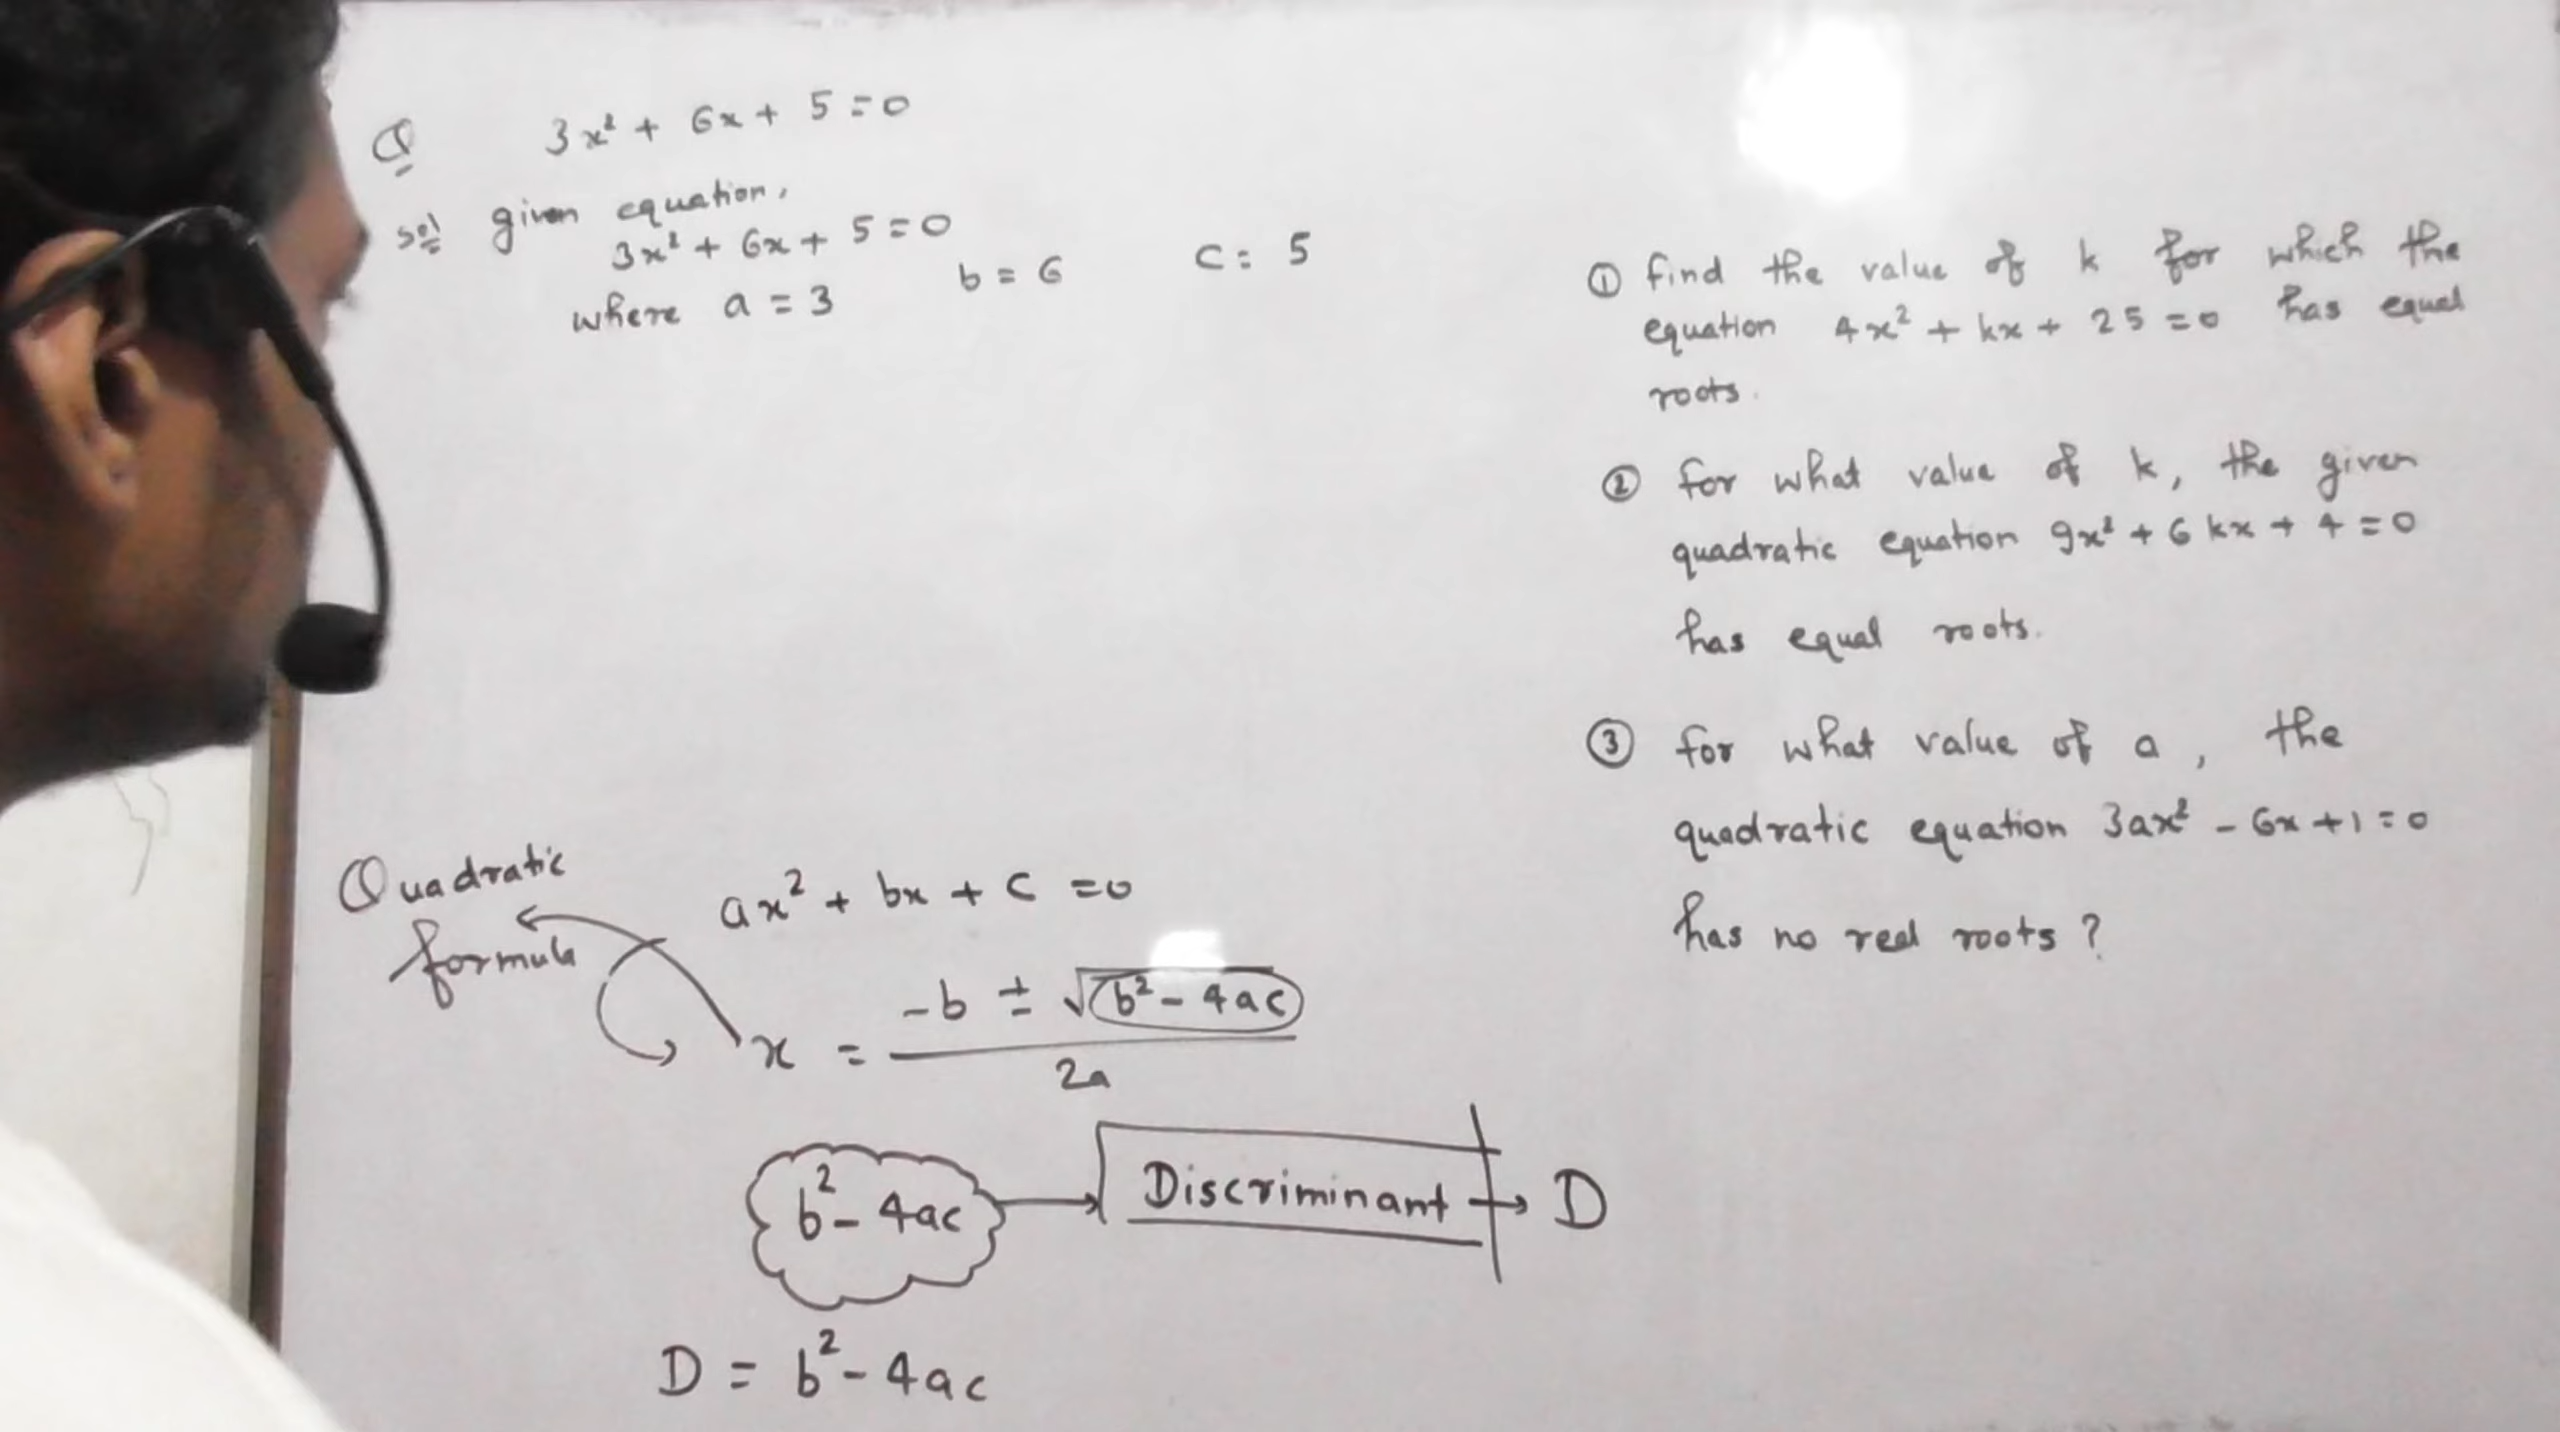 Q 3x² + 6x + 5 = 0
Sol given equation,
3x² + 6x + 5 = 0
where a = 3 b = 6 c = 5
① find the value of k for which the
equation 4x² + kx + 25 = 0 has equal
roots.
② for what value of k, the given
quadratic equation 9x² + 6kx + 4 = 0
has equal roots.
③ for what value of a, the
quadratic equation 3ax² - 6x + 1 = 0
has no real roots?
Quadratic
formula
ax² + bx + c = 0
x = (-b ± √(b² - 4ac)) / 2a
b² - 4ac → Discriminant → D
D = b² - 4ac